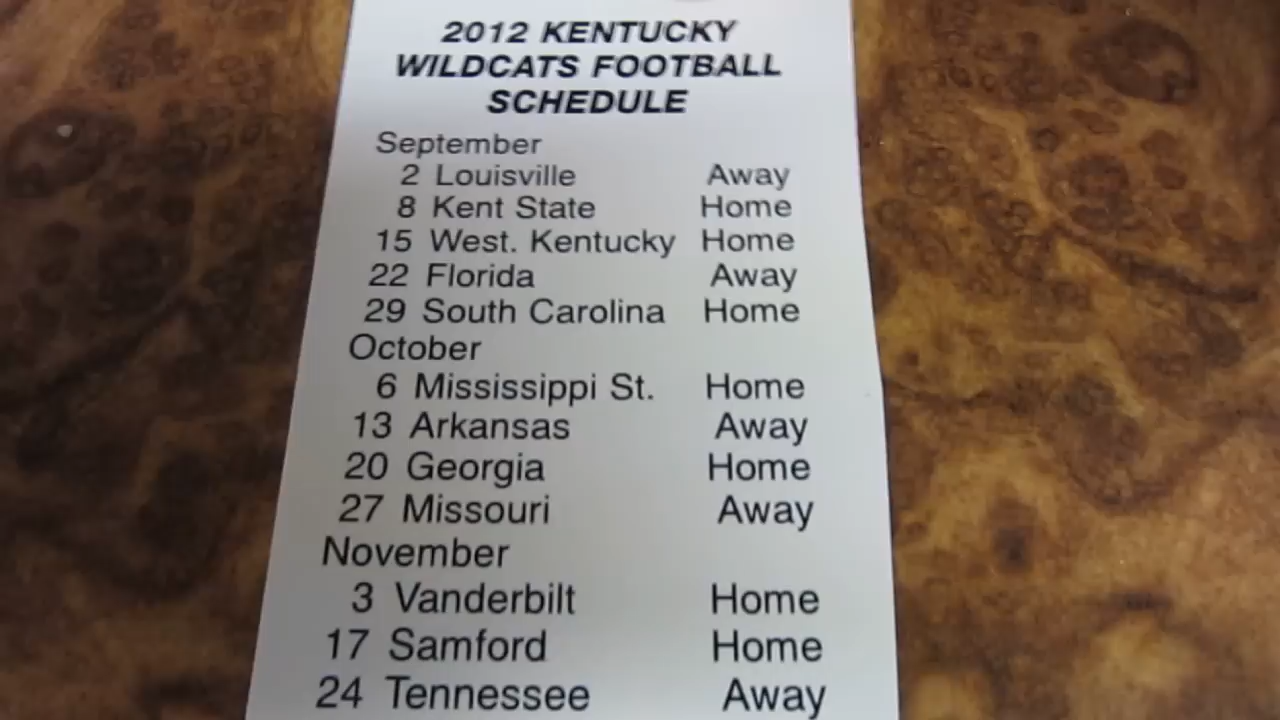 2012 KENTUCKY
WILDCATS FOOTBALL
SCHEDULE
September
2 Louisville Away
8 Kent State Home
15 West. Kentucky Home
22 Florida Away
29 South Carolina Home
October
6 Mississippi St. Home
13 Arkansas Away
20 Georgia Home
27 Missouri Away
November
3 Vanderbilt Home
17 Samford Home
24 Tennessee Away